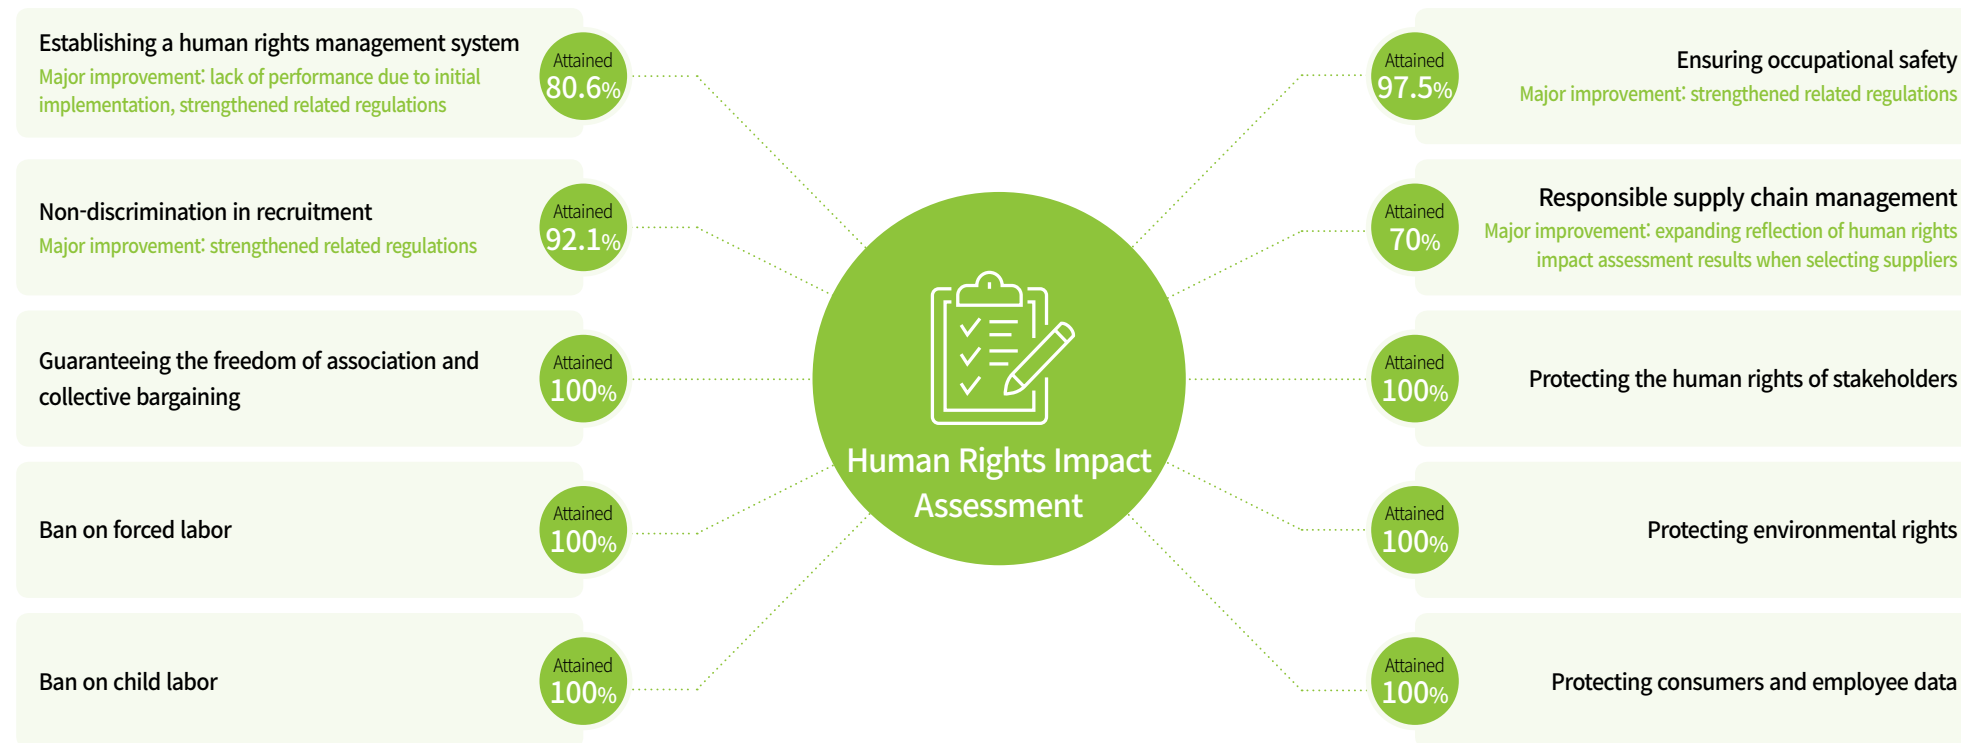 Establishing a human rights management system
Major improvement: lack of performance due to initial
implementation, strengthened related regulations
Attained
80.6%
Non-discrimination in recruitment
Major improvement: strengthened related regulations
Attained
92.1%
Guaranteeing the freedom of association and
collective bargaining
Attained
100%
Ban on forced labor
Attained
100%
Ban on child labor
Attained
100%
Human Rights Impact
Assessment
Attained
97.5%
Ensuring occupational safety
Major improvement: strengthened related regulations
Attained
70%
Responsible supply chain management
Major improvement: expanding reflection of human rights
impact assessment results when selecting suppliers
Attained
100%
Protecting the human rights of stakeholders
Attained
100%
Protecting environmental rights
Attained
100%
Protecting consumers and employee data